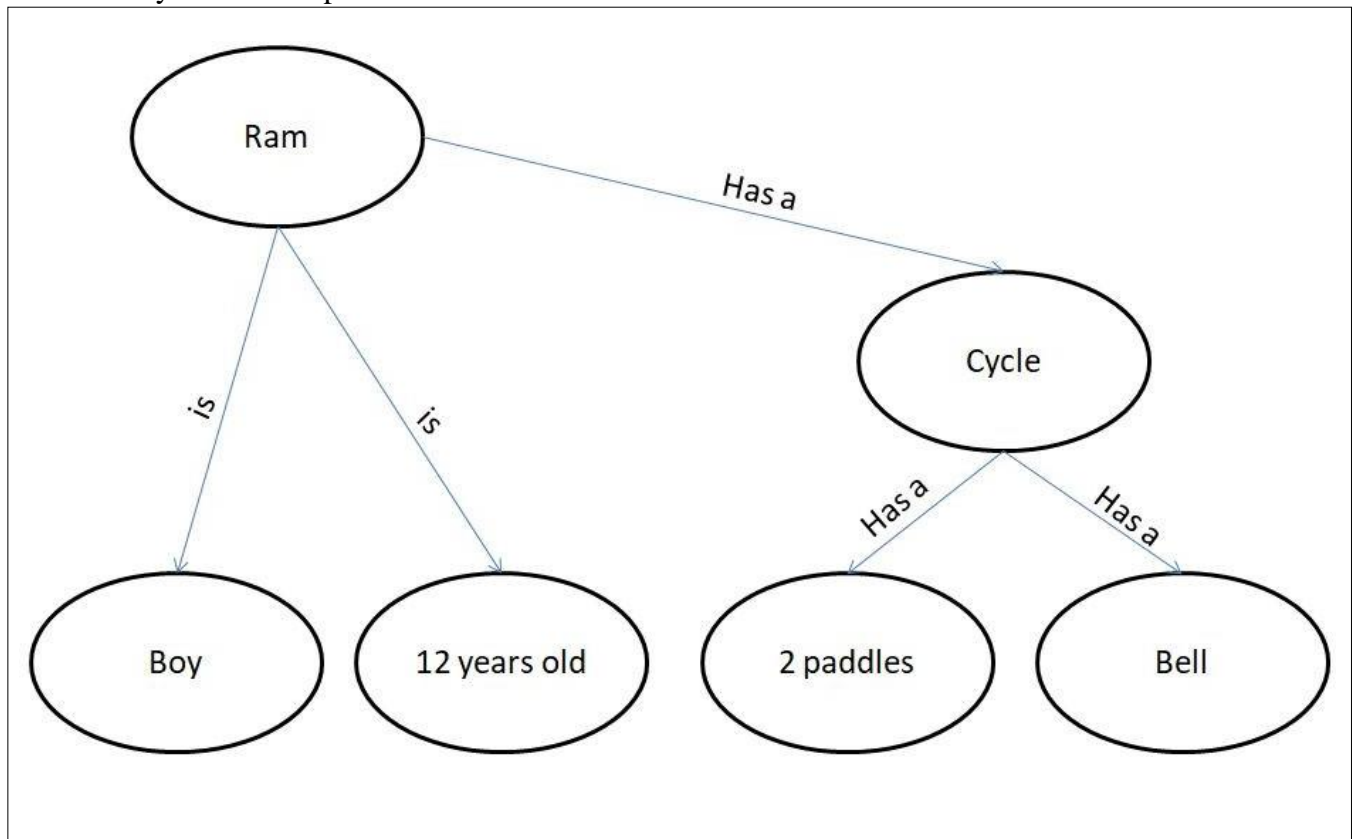 Ram
Has a
Cycle
is
is
Has a
Has a
Boy
12 years old
2 paddles
Bell